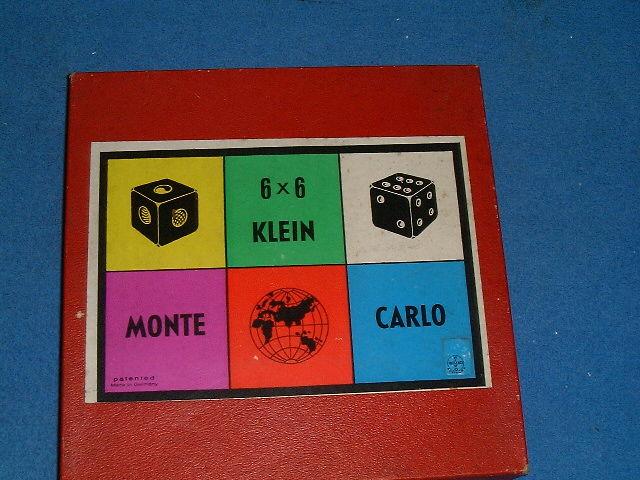 6×6
KLEIN
MONTE
CARLO
patented
Made in Germany